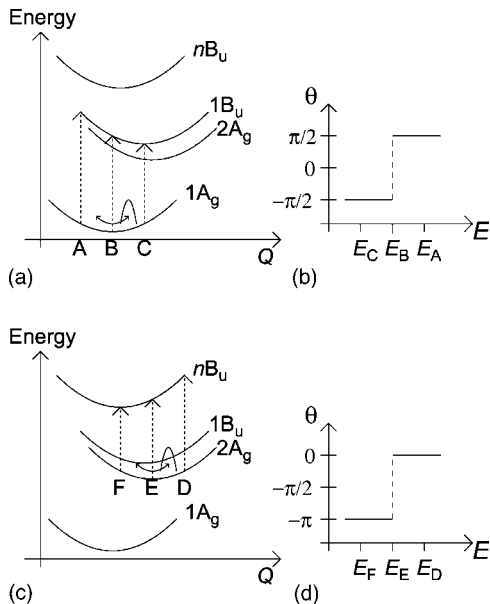 Energy
nBu
1Bu
2Ag
1Ag
A B C
Q
(a)
θ
π/2
0
−π/2
EC EB EA
E
(b)
Energy
nBu
1Bu
2Ag
F E D
1Ag
Q
(c)
θ
0
−π/2
−π
EF EE ED
E
(d)